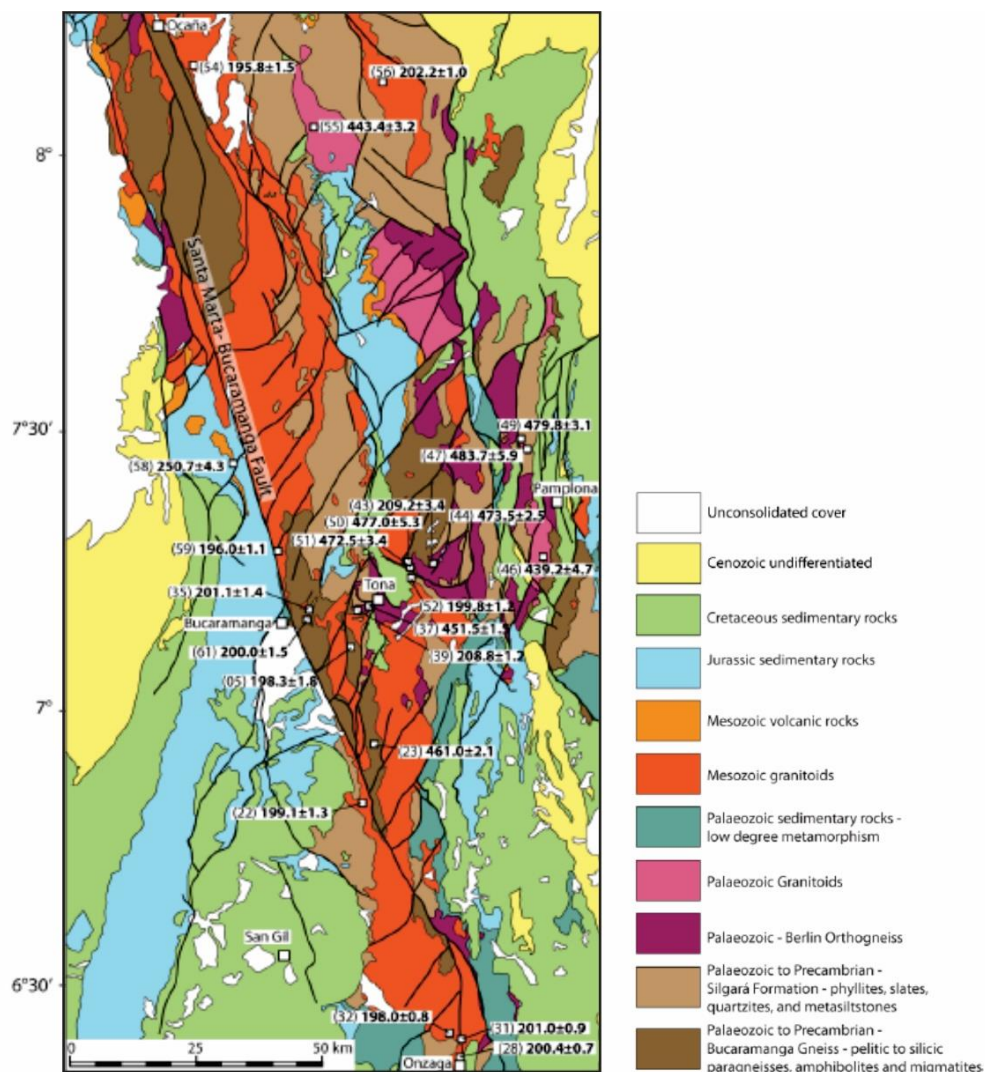 Ocaña
(54) 195.8±1.5
(56) 202.2±1.0
(55) 443.4±3.2
8°
Santa Marta- Bucaramanga Fault
7°30′
(49) 479.8±3.1
(47) 483.7±5.9
(58) 250.7±4.3
Pamplona
(43) 209.2±3.4
(44) 473.5±2.5
(50) 477.0±5.3
(51) 472.5±3.4
(59) 196.0±1.1
(46) 439.2±4.7
Tona
(35) 201.1±1.4
(52) 199.8±1.2
Bucaramanga
(37) 451.5±1.3
(61) 200.0±1.5
(39) 208.8±1.2
(05) 198.3±1.8
7°
(23) 461.0±2.1
(22) 199.1±1.3
San Gil
6°30′
(32) 198.0±0.8
(31) 201.0±0.9
(28) 200.4±0.7
0 25 50 km
Onzaga
Unconsolidated cover
Cenozoic undifferentiated
Cretaceous sedimentary rocks
Jurassic sedimentary rocks
Mesozoic volcanic rocks
Mesozoic granitoids
Palaeozoic sedimentary rocks -
low degree metamorphism
Palaeozoic Granitoids
Palaeozoic - Berlin Orthogneiss
Palaeozoic to Precambrian -
Silgará Formation - phyllites, slates,
quartzites, and metasiltstones
Palaeozoic to Precambrian -
Bucaramanga Gneiss - pelitic to silicic
paragneisses, amphibolites and migmatites